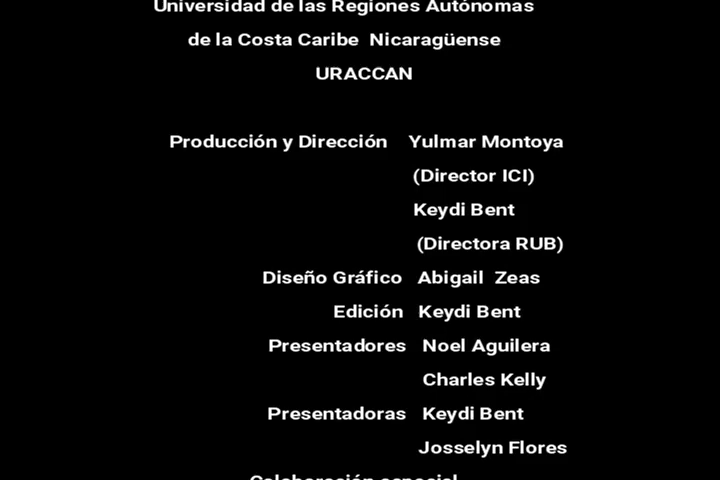 Universidad de las Regiones Autónomas
de la Costa Caribe Nicaragüense
URACCAN
Producción y Dirección Yulmar Montoya
(Director ICI)
Keydi Bent
(Directora RUB)
Diseño Gráfico Abigail Zeas
Edición Keydi Bent
Presentadores Noel Aguilera
Charles Kelly
Presentadoras Keydi Bent
Josselyn Flores
Colaboración especial